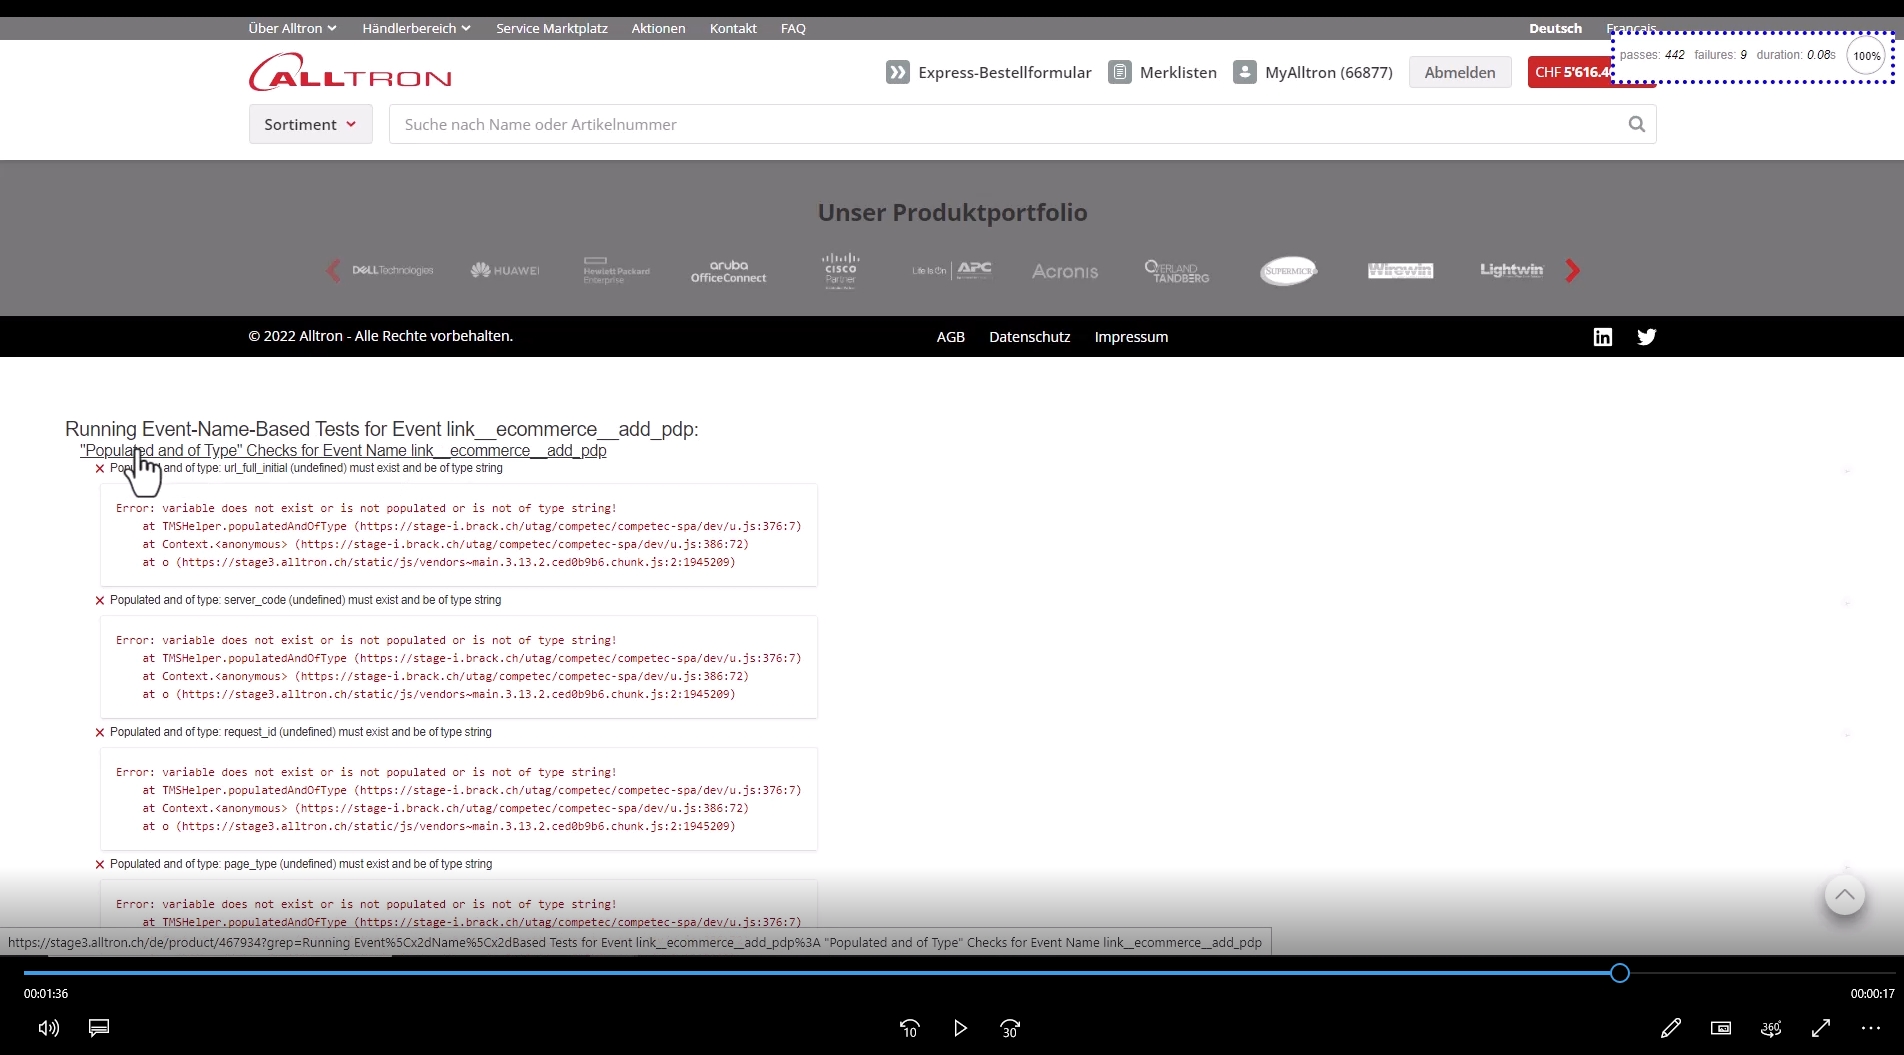 Über Alltron Händlerbereich Service Marktplatz Aktionen Kontakt FAQ Deutsch Français
passes: 442 failures: 9 duration: 0.08s 100%
ALLTRON Express-Bestellformular Merklisten MyAlltron (66877) Abmelden CHF 5'616.4
Sortiment Suche nach Name oder Artikelnummer
Unser Produktportfolio
DELL Technologies HUAWEI Hewlett Packard Enterprise aruba OfficeConnect CISCO Partner Life Is On APC Acronis OVERLAND TANDBERG SUPERMICRO Wirewin Lightwin
© 2022 Alltron - Alle Rechte vorbehalten. AGB Datenschutz Impressum in
Running Event-Name-Based Tests for Event link__ecommerce__add_pdp:
"Populated and of Type" Checks for Event Name link__ecommerce__add_pdp
Populated and of type: url_full_initial (undefined) must exist and be of type string
Error: variable does not exist or is not populated or is not of type string!
at TMSHelper.populatedAndOfType (https://stage-i.brack.ch/utag/competec/competec-spa/dev/u.js:376:7)
at Context.<anonymous> (https://stage-i.brack.ch/utag/competec/competec-spa/dev/u.js:386:72)
at o (https://stage3.alltron.ch/static/js/vendors~main.3.13.2.ced0b9b6.chunk.js:2:1945209)
Populated and of type: server_code (undefined) must exist and be of type string
Error: variable does not exist or is not populated or is not of type string!
at TMSHelper.populatedAndOfType (https://stage-i.brack.ch/utag/competec/competec-spa/dev/u.js:376:7)
at Context.<anonymous> (https://stage-i.brack.ch/utag/competec/competec-spa/dev/u.js:386:72)
at o (https://stage3.alltron.ch/static/js/vendors~main.3.13.2.ced0b9b6.chunk.js:2:1945209)
Populated and of type: request_id (undefined) must exist and be of type string
Error: variable does not exist or is not populated or is not of type string!
at TMSHelper.populatedAndOfType (https://stage-i.brack.ch/utag/competec/competec-spa/dev/u.js:376:7)
at Context.<anonymous> (https://stage-i.brack.ch/utag/competec/competec-spa/dev/u.js:386:72)
at o (https://stage3.alltron.ch/static/js/vendors~main.3.13.2.ced0b9b6.chunk.js:2:1945209)
Populated and of type: page_type (undefined) must exist and be of type string
Error: variable does not exist or is not populated or is not of type string!
at TMSHelper.populatedAndOfType (https://stage-i.brack.ch/utag/competec/competec-spa/dev/u.js:376:7)
https://stage3.alltron.ch/de/product/467934?grep=Running Event%5Cx2dName%5Cx2dBased Tests for Event link__ecommerce__add_pdp%3A "Populated and of Type" Checks for Event Name link__ecommerce__add_pdp
00:01:36 00:00:17
10 30 360°